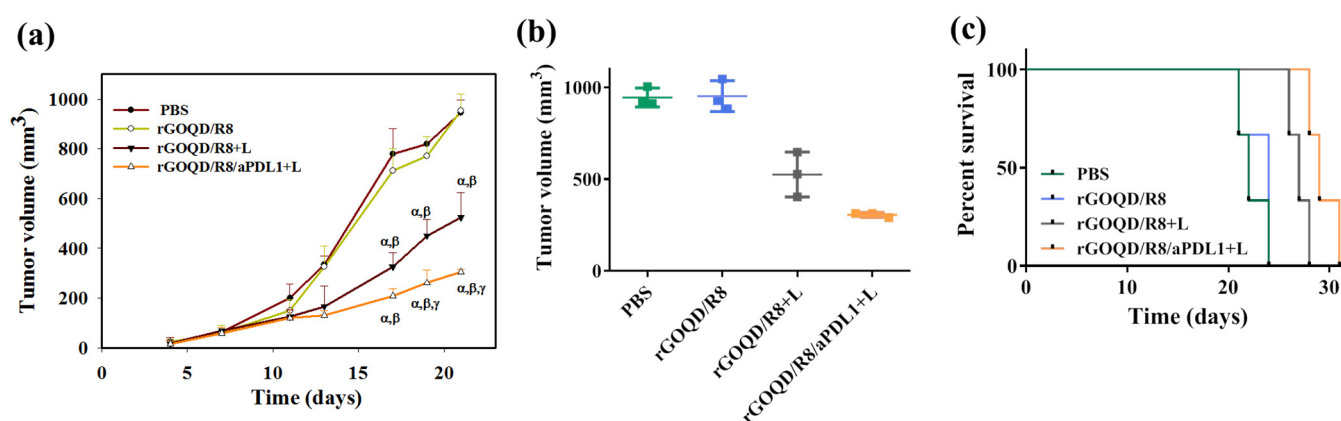 (a)
Tumor volume (mm³)
1000
800
600
400
200
0
PBS
rGOQD/R8
rGOQD/R8+L
rGOQD/R8/aPDL1+L
α,β
α,β
α,β
α,β
α,β,γ
α,β,γ
0
5
10
15
20
Time (days)
(b)
Tumor volume (mm³)
1000
500
0
PBS
rGOQD/R8
rGOQD/R8+L
rGOQD/R8/aPDL1+L
(c)
Percent survival
100
50
0
PBS
rGOQD/R8
rGOQD/R8+L
rGOQD/R8/aPDL1+L
0
10
20
30
Time (days)